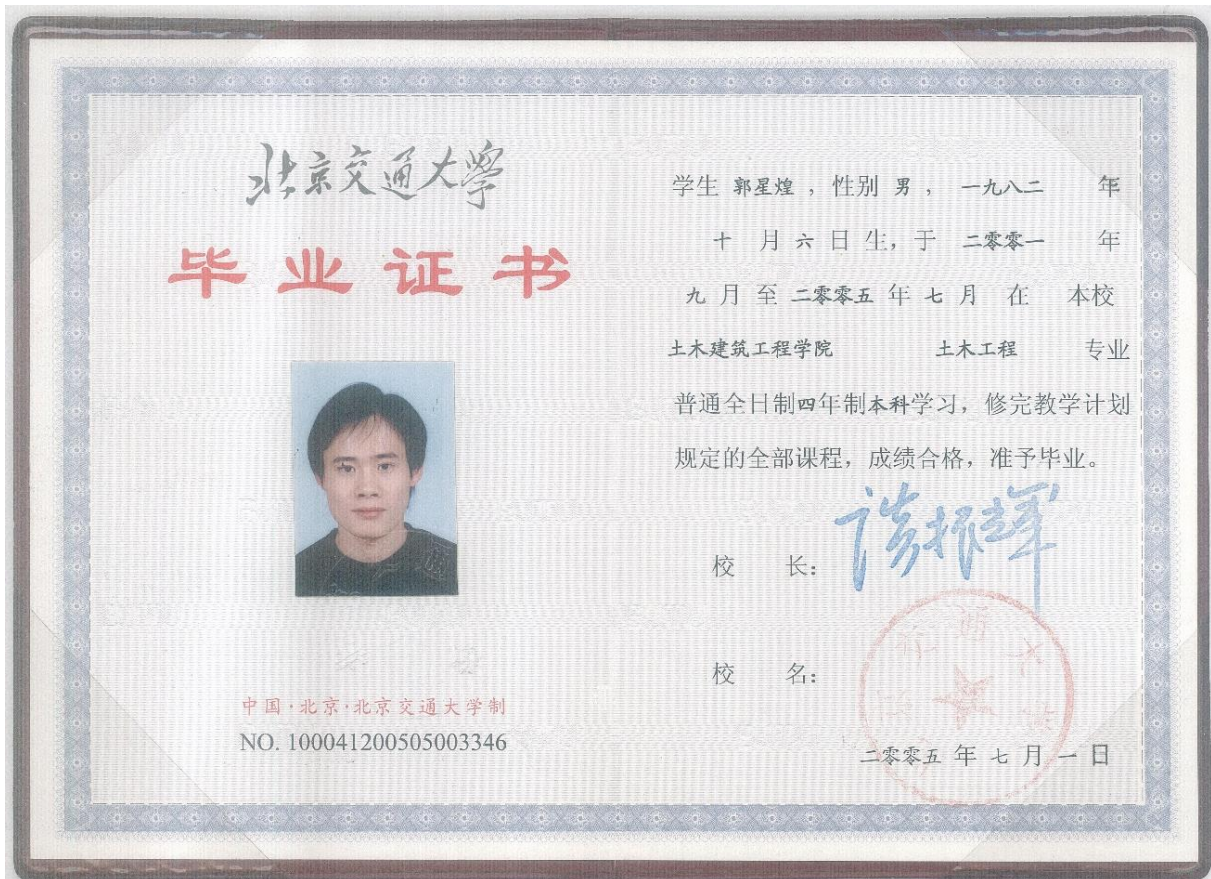 北京交通大學
毕业证书
中国·北京·北京交通大学制
NO. 100041200505003346
学生 郭星煌 ，性别 男 ， 一九八二 年
十 月 六 日 生，于 二零零一 年
九 月 至 二零零五 年 七 月 在 本校
土木建筑工程学院 土木工程 专业
普通全日制四年制本科学习，修完教学计划
规定的全部课程，成绩合格，准予毕业。
校 长：
谈振辉
校 名：
二零零五 年 七 月 一 日